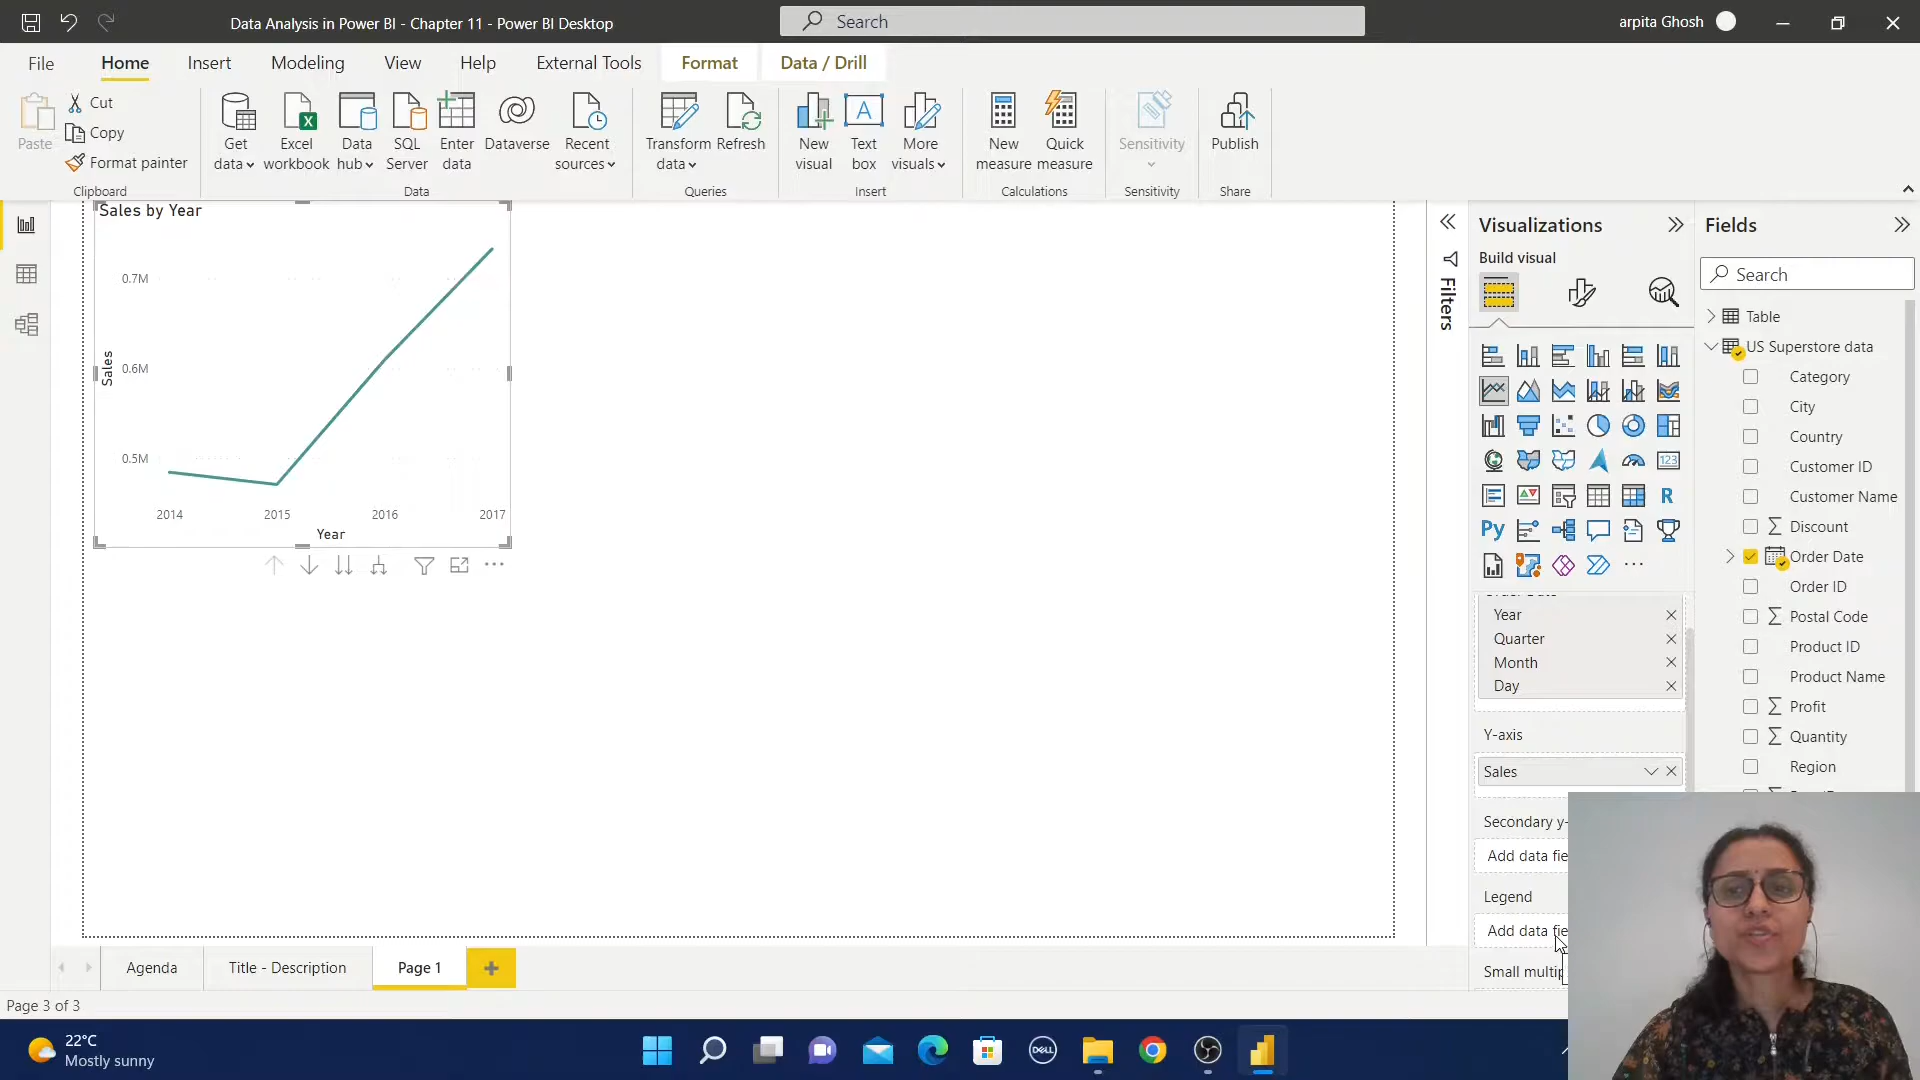 Data Analysis in Power BI - Chapter 11 - Power BI Desktop
Search
arpita Ghosh
File
Home
Insert
Modeling
View
Help
External Tools
Format
Data / Drill
Paste
Cut
Copy
Format painter
Clipboard
Get
data
Excel
workbook
Data
hub
SQL
Server
Enter
data
Dataverse
Recent
sources
Data
Transform
data
Refresh
Queries
New
visual
Text
box
More
visuals
Insert
New
measure
Quick
measure
Calculations
Sensitivity
Sensitivity
Publish
Share
Sales by Year
0.7M
0.6M
0.5M
Sales
2014
2015
2016
2017
Year
Filters
Visualizations
Build visual
123
R
Py
Year
Quarter
Month
Day
Y-axis
Sales
Secondary y-
Add data fie
Legend
Add data fie
Small multip
Fields
Search
Table
US Superstore data
Category
City
Country
Customer ID
Customer Name
Discount
Order Date
Order ID
Postal Code
Product ID
Product Name
Profit
Quantity
Region
Agenda
Title - Description
Page 1
Page 3 of 3
22°C
Mostly sunny
DELL